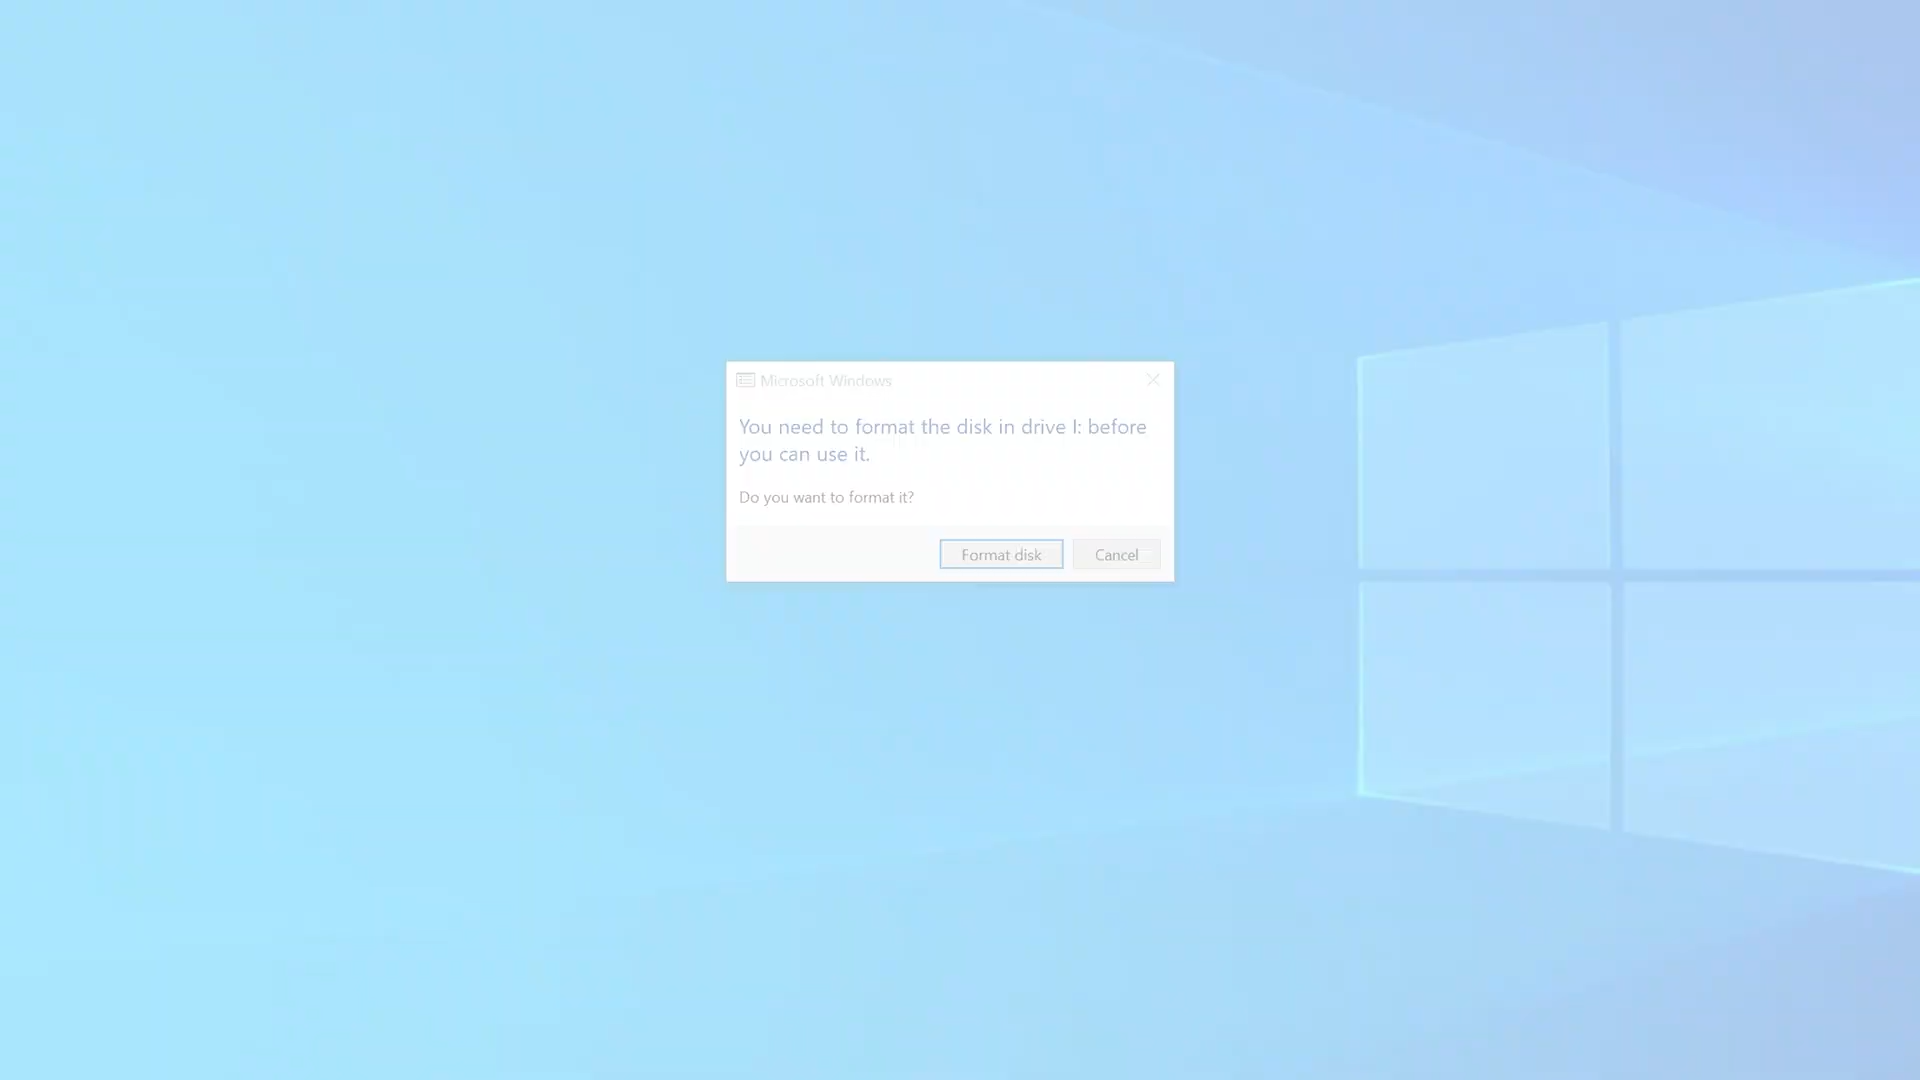 Microsoft Windows
You need to format the disk in drive I: before
you can use it.
Do you want to format it?
Format disk
Cancel